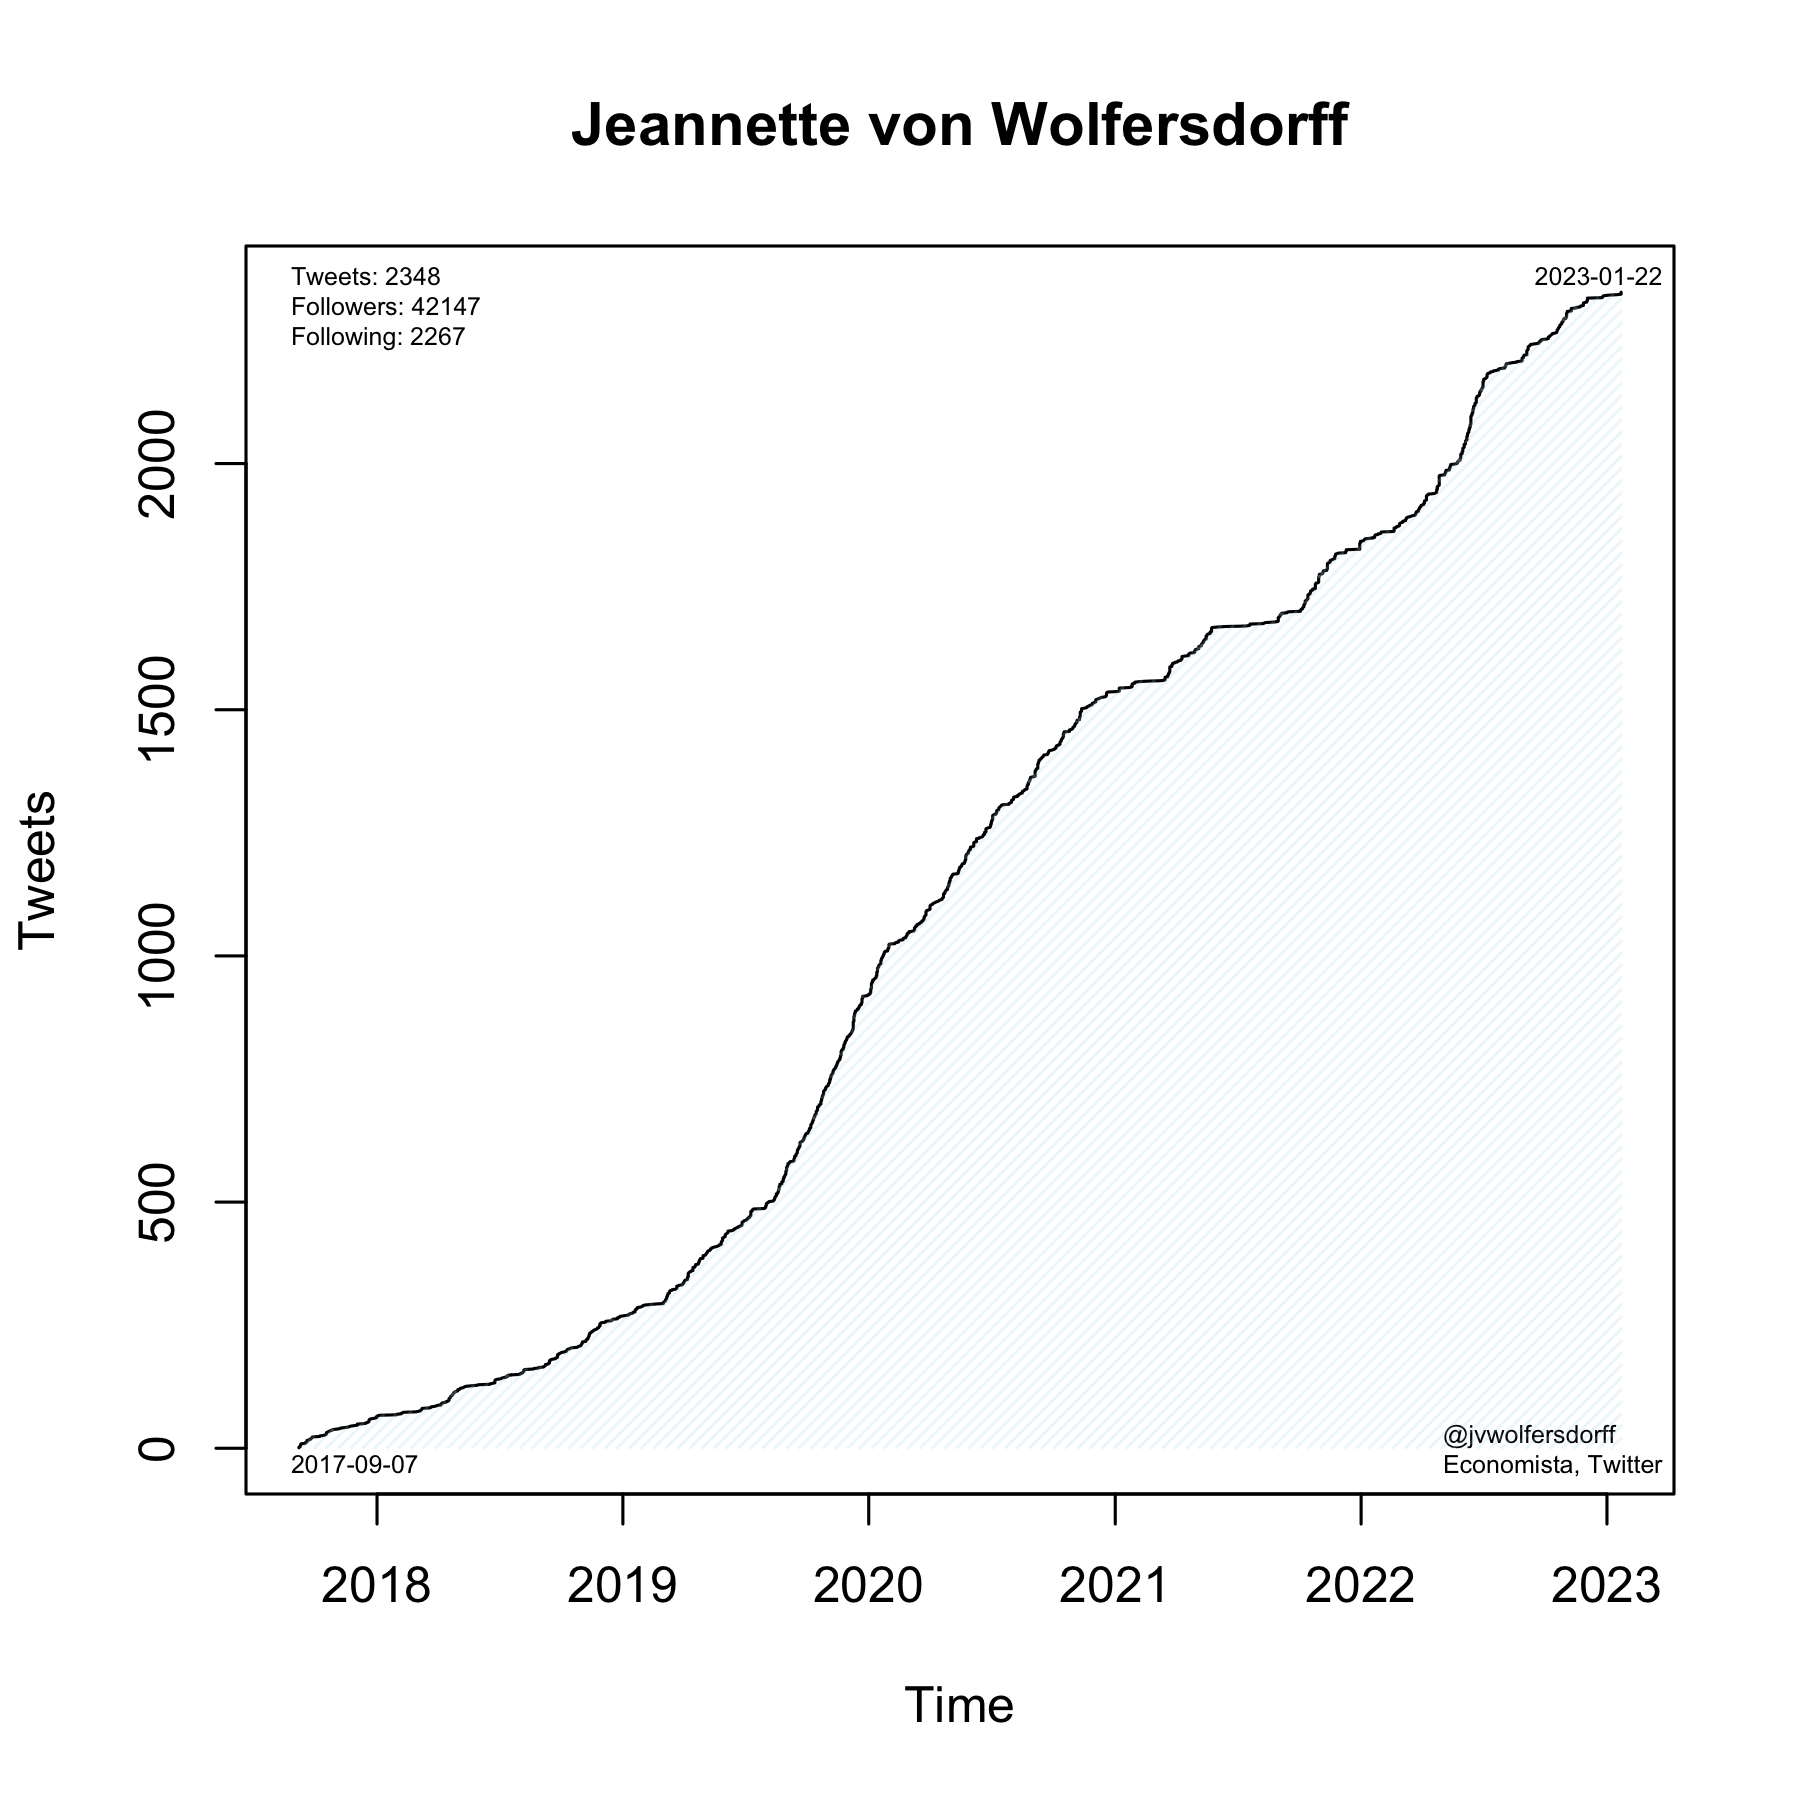 Jeannette von Wolfersdorff
Tweets: 2348
Followers: 42147
Following: 2267
2023-01-22
Tweets
2000
1500
1000
500
0
2017-09-07
@jvwolfersdorff
Economista, Twitter
2018 2019 2020 2021 2022 2023
Time